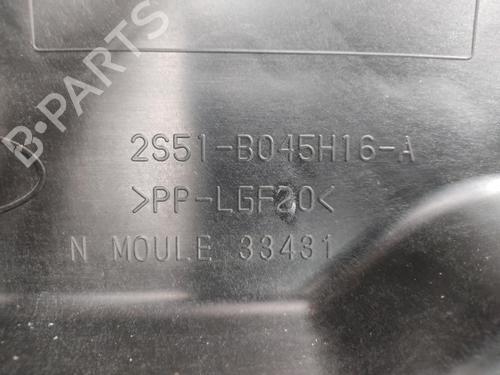 B-PARTS
2S51-B045H16-A
>PP-LGF20<
N MOULE 33431